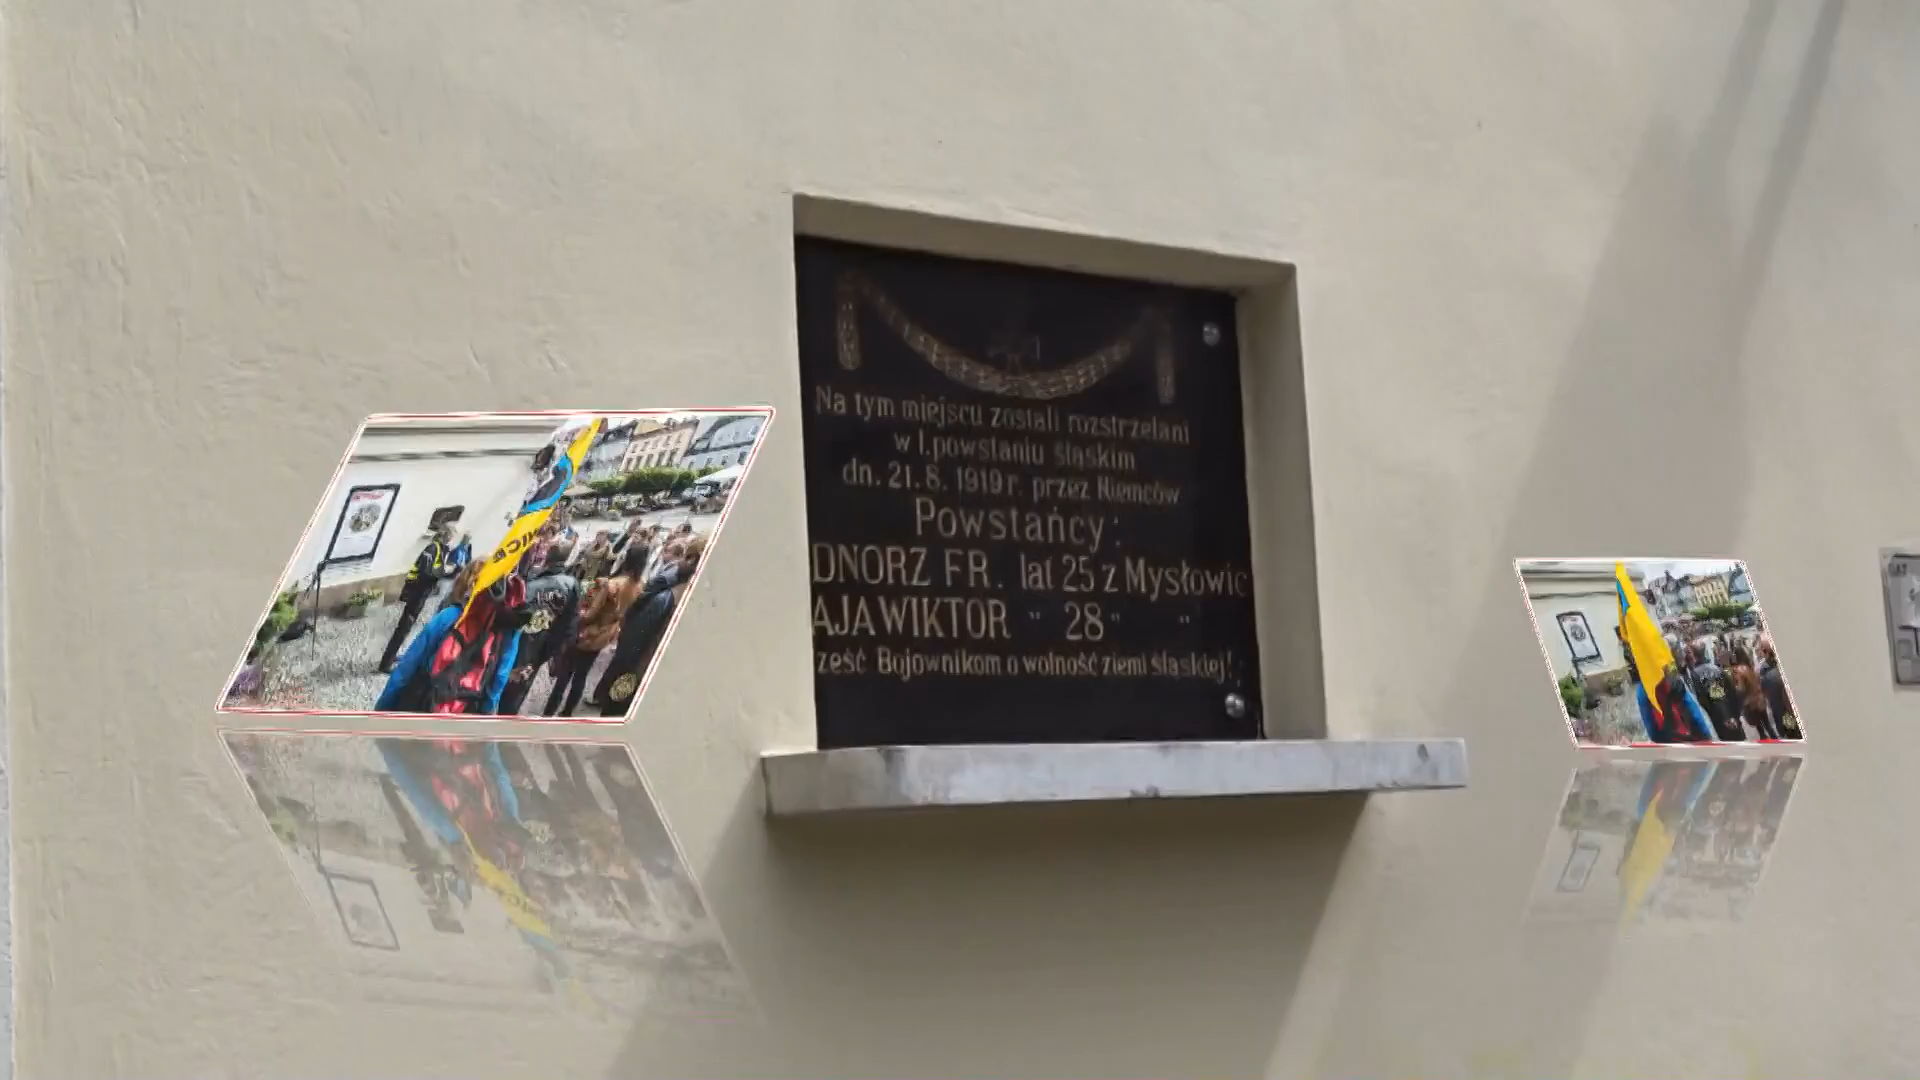 Na tym miejscu zostali rozstrzelani
w I. powstaniu śląskim
dn. 21. 8. 1919 r. przez Niemców
Powstańcy:
DNORZ FR. lat 25 z Mysłowic
AJA WIKTOR " 28 " "
ześć Bojownikom o wolność ziemi śląskiej!